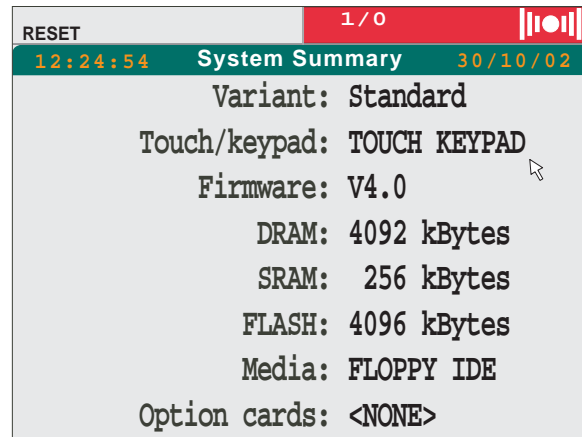 RESET 1/0
12:24:54 System Summary 30/10/02
Variant: Standard
Touch/keypad: TOUCH KEYPAD
Firmware: V4.0
DRAM: 4092 kBytes
SRAM: 256 kBytes
FLASH: 4096 kBytes
Media: FLOPPY IDE
Option cards: <NONE>